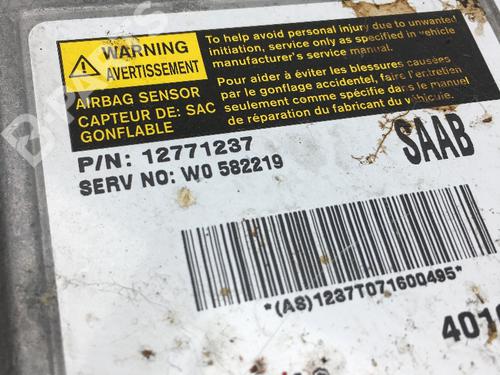 WARNING
AVERTISSEMENT
To help avoid personal injury due to unwanted
initiation, service only as specified in vehicle
manufacturer's service manual.
AIRBAG SENSOR
CAPTEUR DE: SAC
GONFLABLE
Pour aider à éviter les blessures causées
par le gonflage accidentel, faire l'entretien
seulement comme spécifié dans le manuel
de réparation du fabricant du véhicule.
P/N: 12771237
SERV NO: W0 582219
SAAB
*(AS)1237T07160Q495*